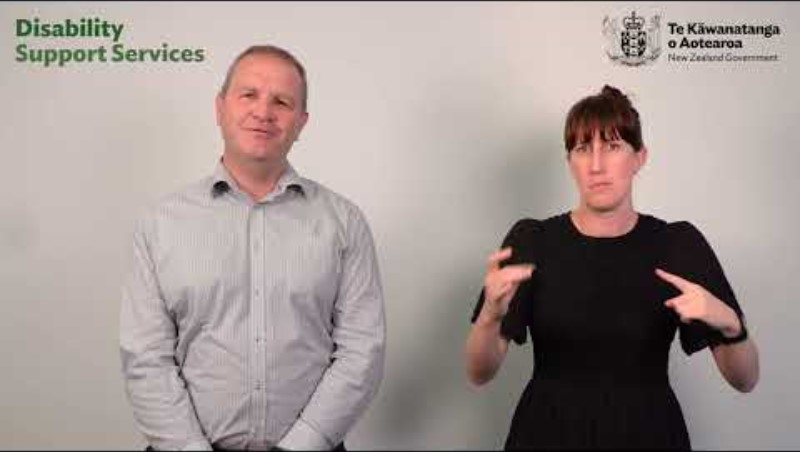 Disability
Support Services
Te Kāwanatanga
o Aotearoa
New Zealand Government